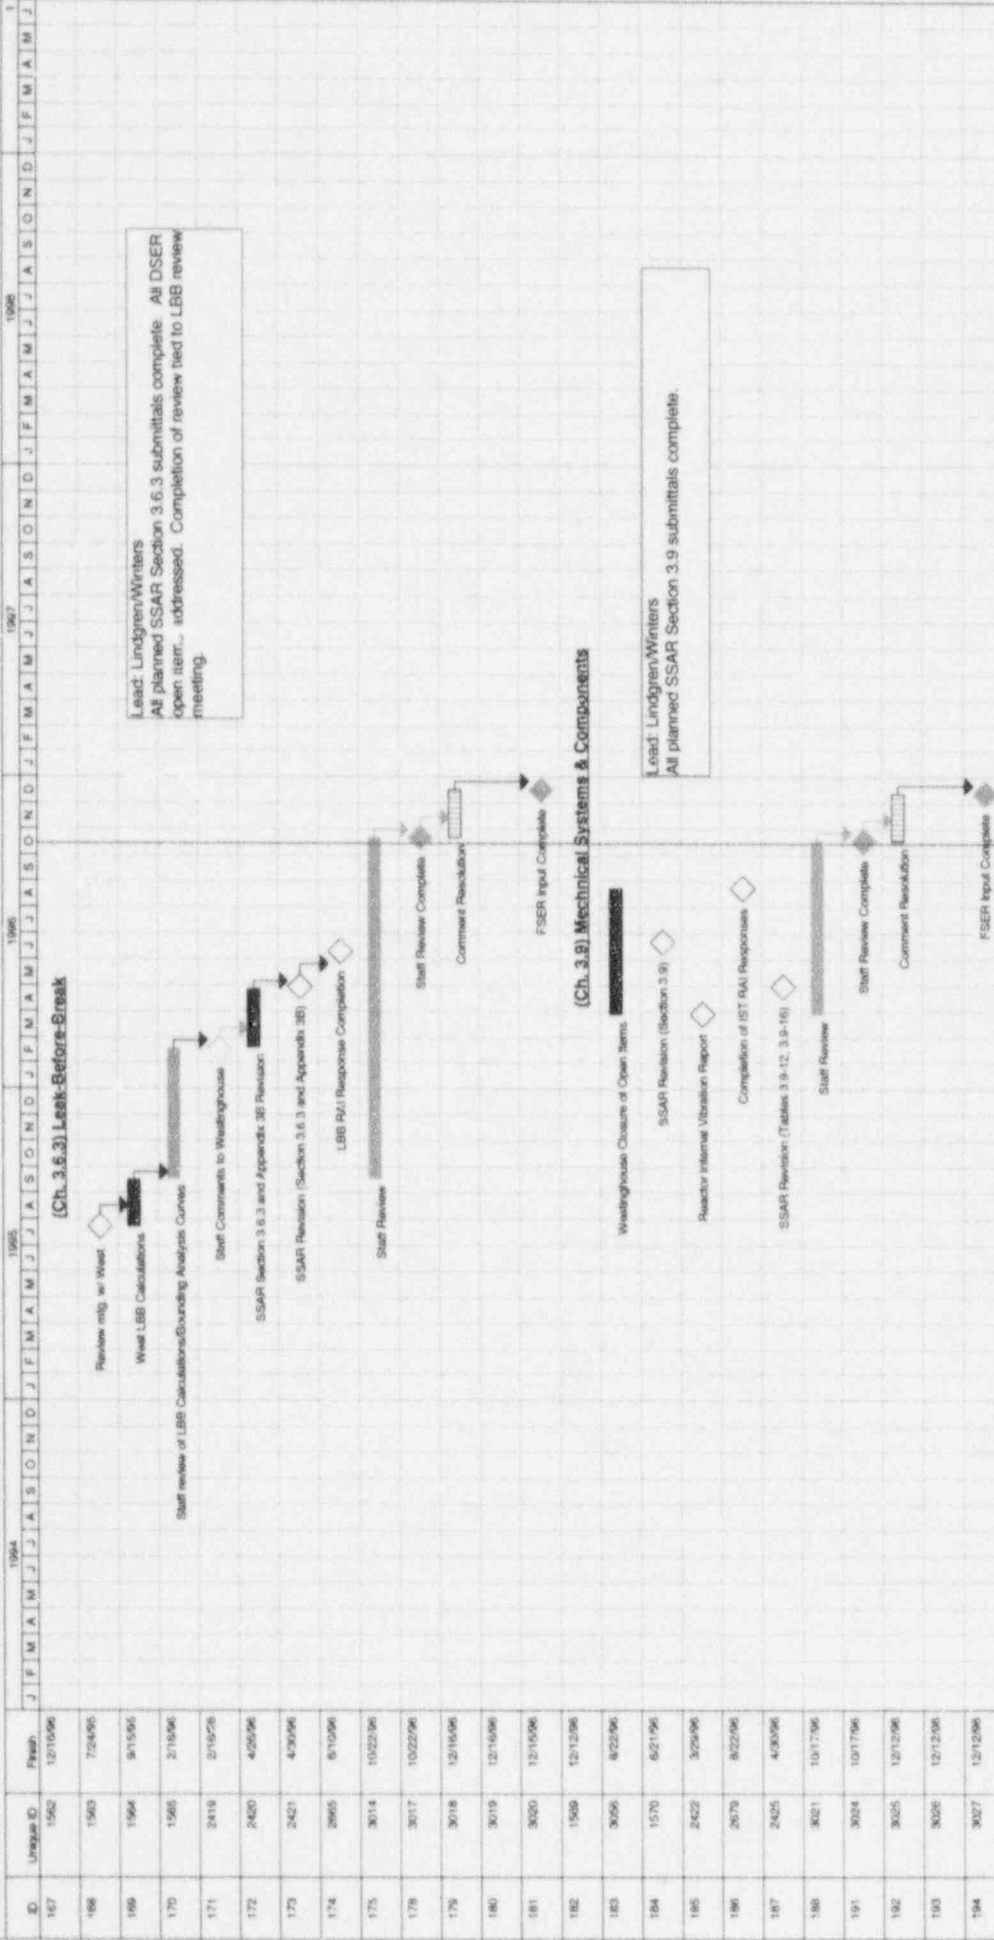 1994 1995 1996 1997 1998 1
ID Unique ID Finish J F M A M J J A S O N D J F M A M J J A S O N D J F M A M J J A S O N D J F M A M J J A S O N D J F M A M J J A S O N D J F M A M J
167 1562 12/16/96 (Ch. 3.6.3) Leak-Before-Break
168 1563 7/24/95 Review mtg. w/ West
169 1564 9/15/95 West LBB Calculations
170 1565 2/16/96 Staff review of LBB Calculations/Bounding Analysis Curves
171 2419 2/16/96 Staff Comments to Westinghouse
172 2420 4/26/96 SSAR Section 3.6.3 and Appendix 3B Revision
173 2421 4/30/96 SSAR Revision (Section 3.6.3 and Appendix 3B)
174 2665 6/10/96 LBB RAI Response Completion
175 3014 10/22/96 Staff Review
178 3017 10/22/96 Staff Review Complete
179 3018 12/16/96 Comment Resolution
180 3019 12/16/96
181 3020 12/15/96 FSER Input Complete
Lead: Lindgren/Winters
All planned SSAR Section 3.6.3 submittals complete. All DSER
open item.. addressed. Completion of review tied to LBB review
meeting.
182 1569 12/12/96 (Ch. 3.9) Mechnical Systems & Components
183 3056 8/22/96 Westinghouse Closure of Open Items
184 1570 6/21/96 SSAR Revision (Section 3.9)
185 2422 3/29/96 Reactor Internal Vibration Report
186 2679 8/22/96 Completion of IST RAI Responses
187 2425 4/30/96 SSAR Revision (Tables 3.9-12, 3.9-16)
188 3021 10/17/96 Staff Review
191 3024 10/17/96 Staff Review Complete
192 3025 12/12/96 Comment Resolution
193 3026 12/12/96
194 3027 12/12/96 FSER Input Complete
Lead: Lindgren/Winters
All planned SSAR Section 3.9 submittals complete.